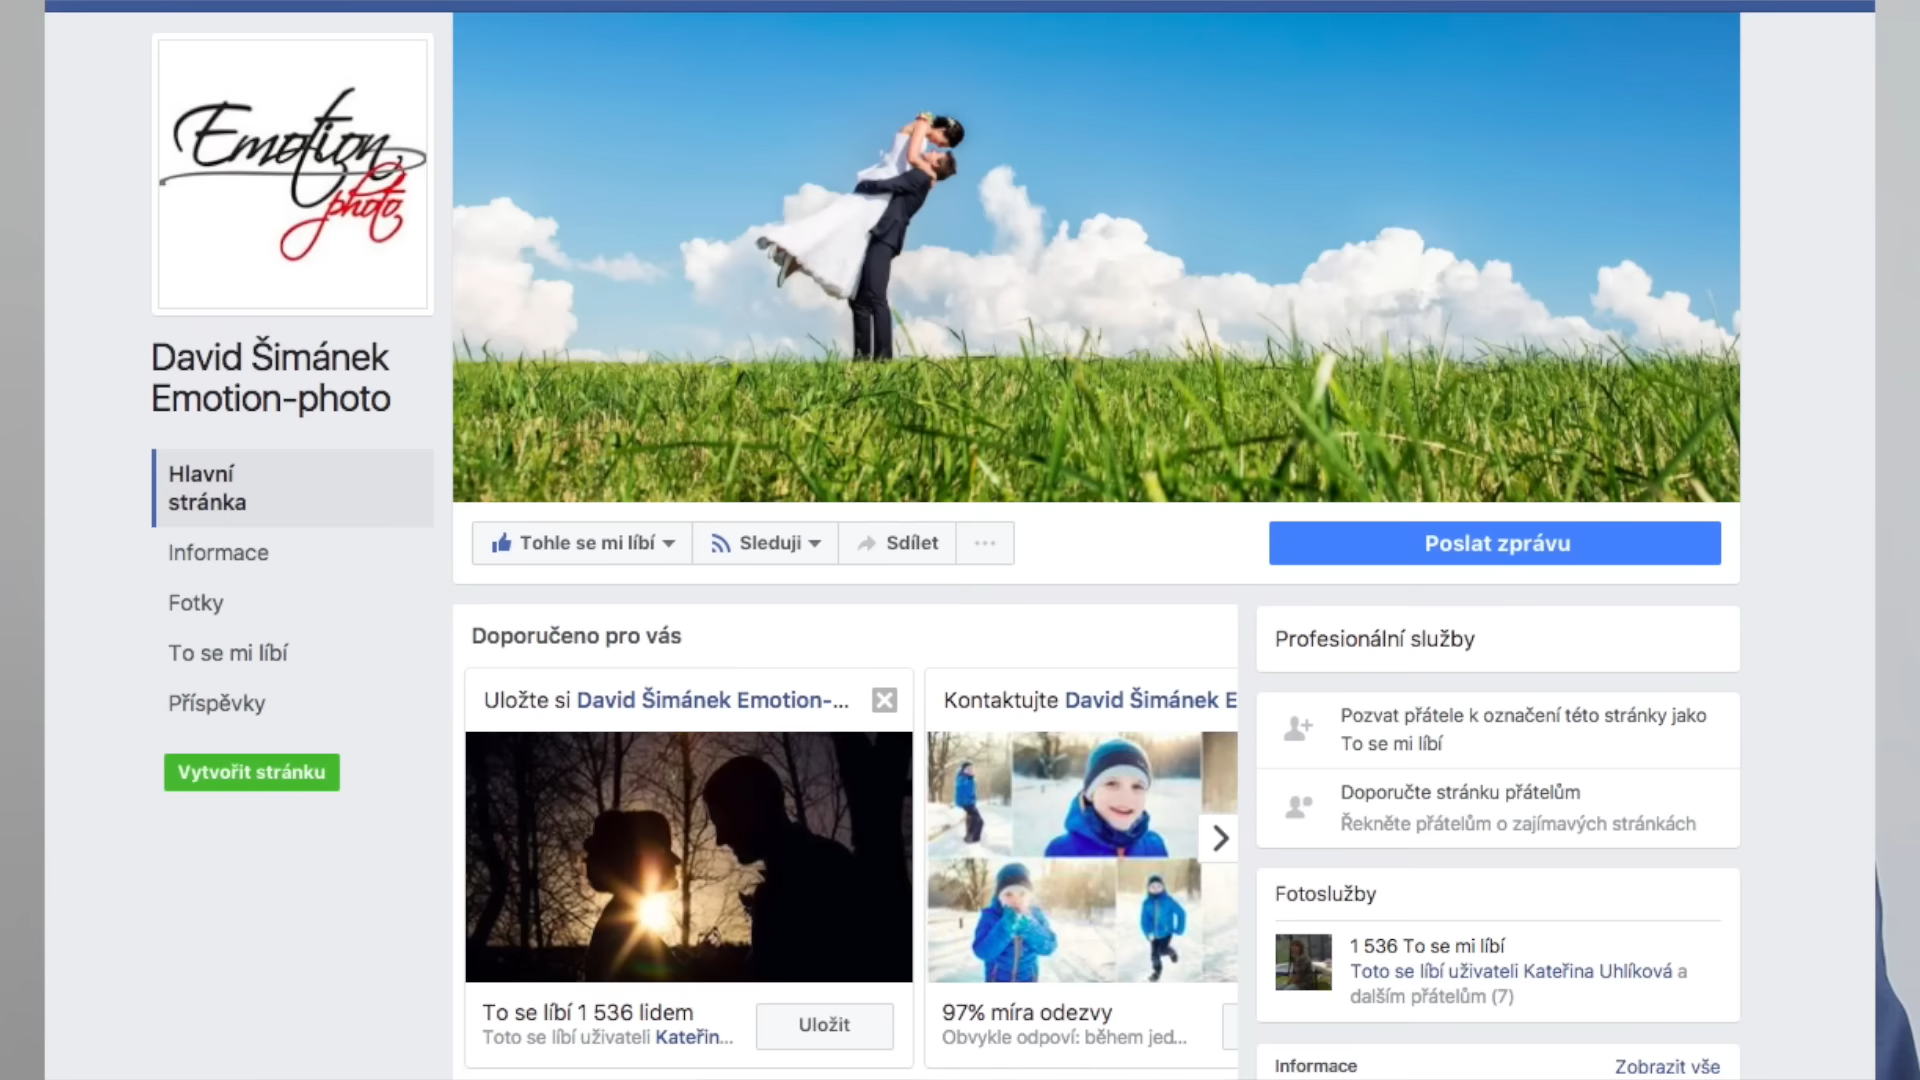 Emotion
photo
David Šimánek
Emotion-photo
Hlavní
stránka
Informace
Fotky
To se mi líbí
Příspěvky
Vytvořit stránku
Tohle se mi líbí
Sleduji
Sdílet
Poslat zprávu
Doporučeno pro vás
Uložte si David Šimánek Emotion-...
Kontaktujte David Šimánek E
To se líbí 1 536 lidem
Toto se líbí uživateli Kateřin...
Uložit
97% míra odezvy
Obvykle odpoví: během jed...
Profesionální služby
Pozvat přátele k označení této stránky jako
To se mi líbí
Doporučte stránku přátelům
Řekněte přátelům o zajímavých stránkách
Fotoslužby
1 536 To se mi líbí
Toto se líbí uživateli Kateřina Uhlíková a
dalším přátelům (7)
Informace
Zobrazit vše